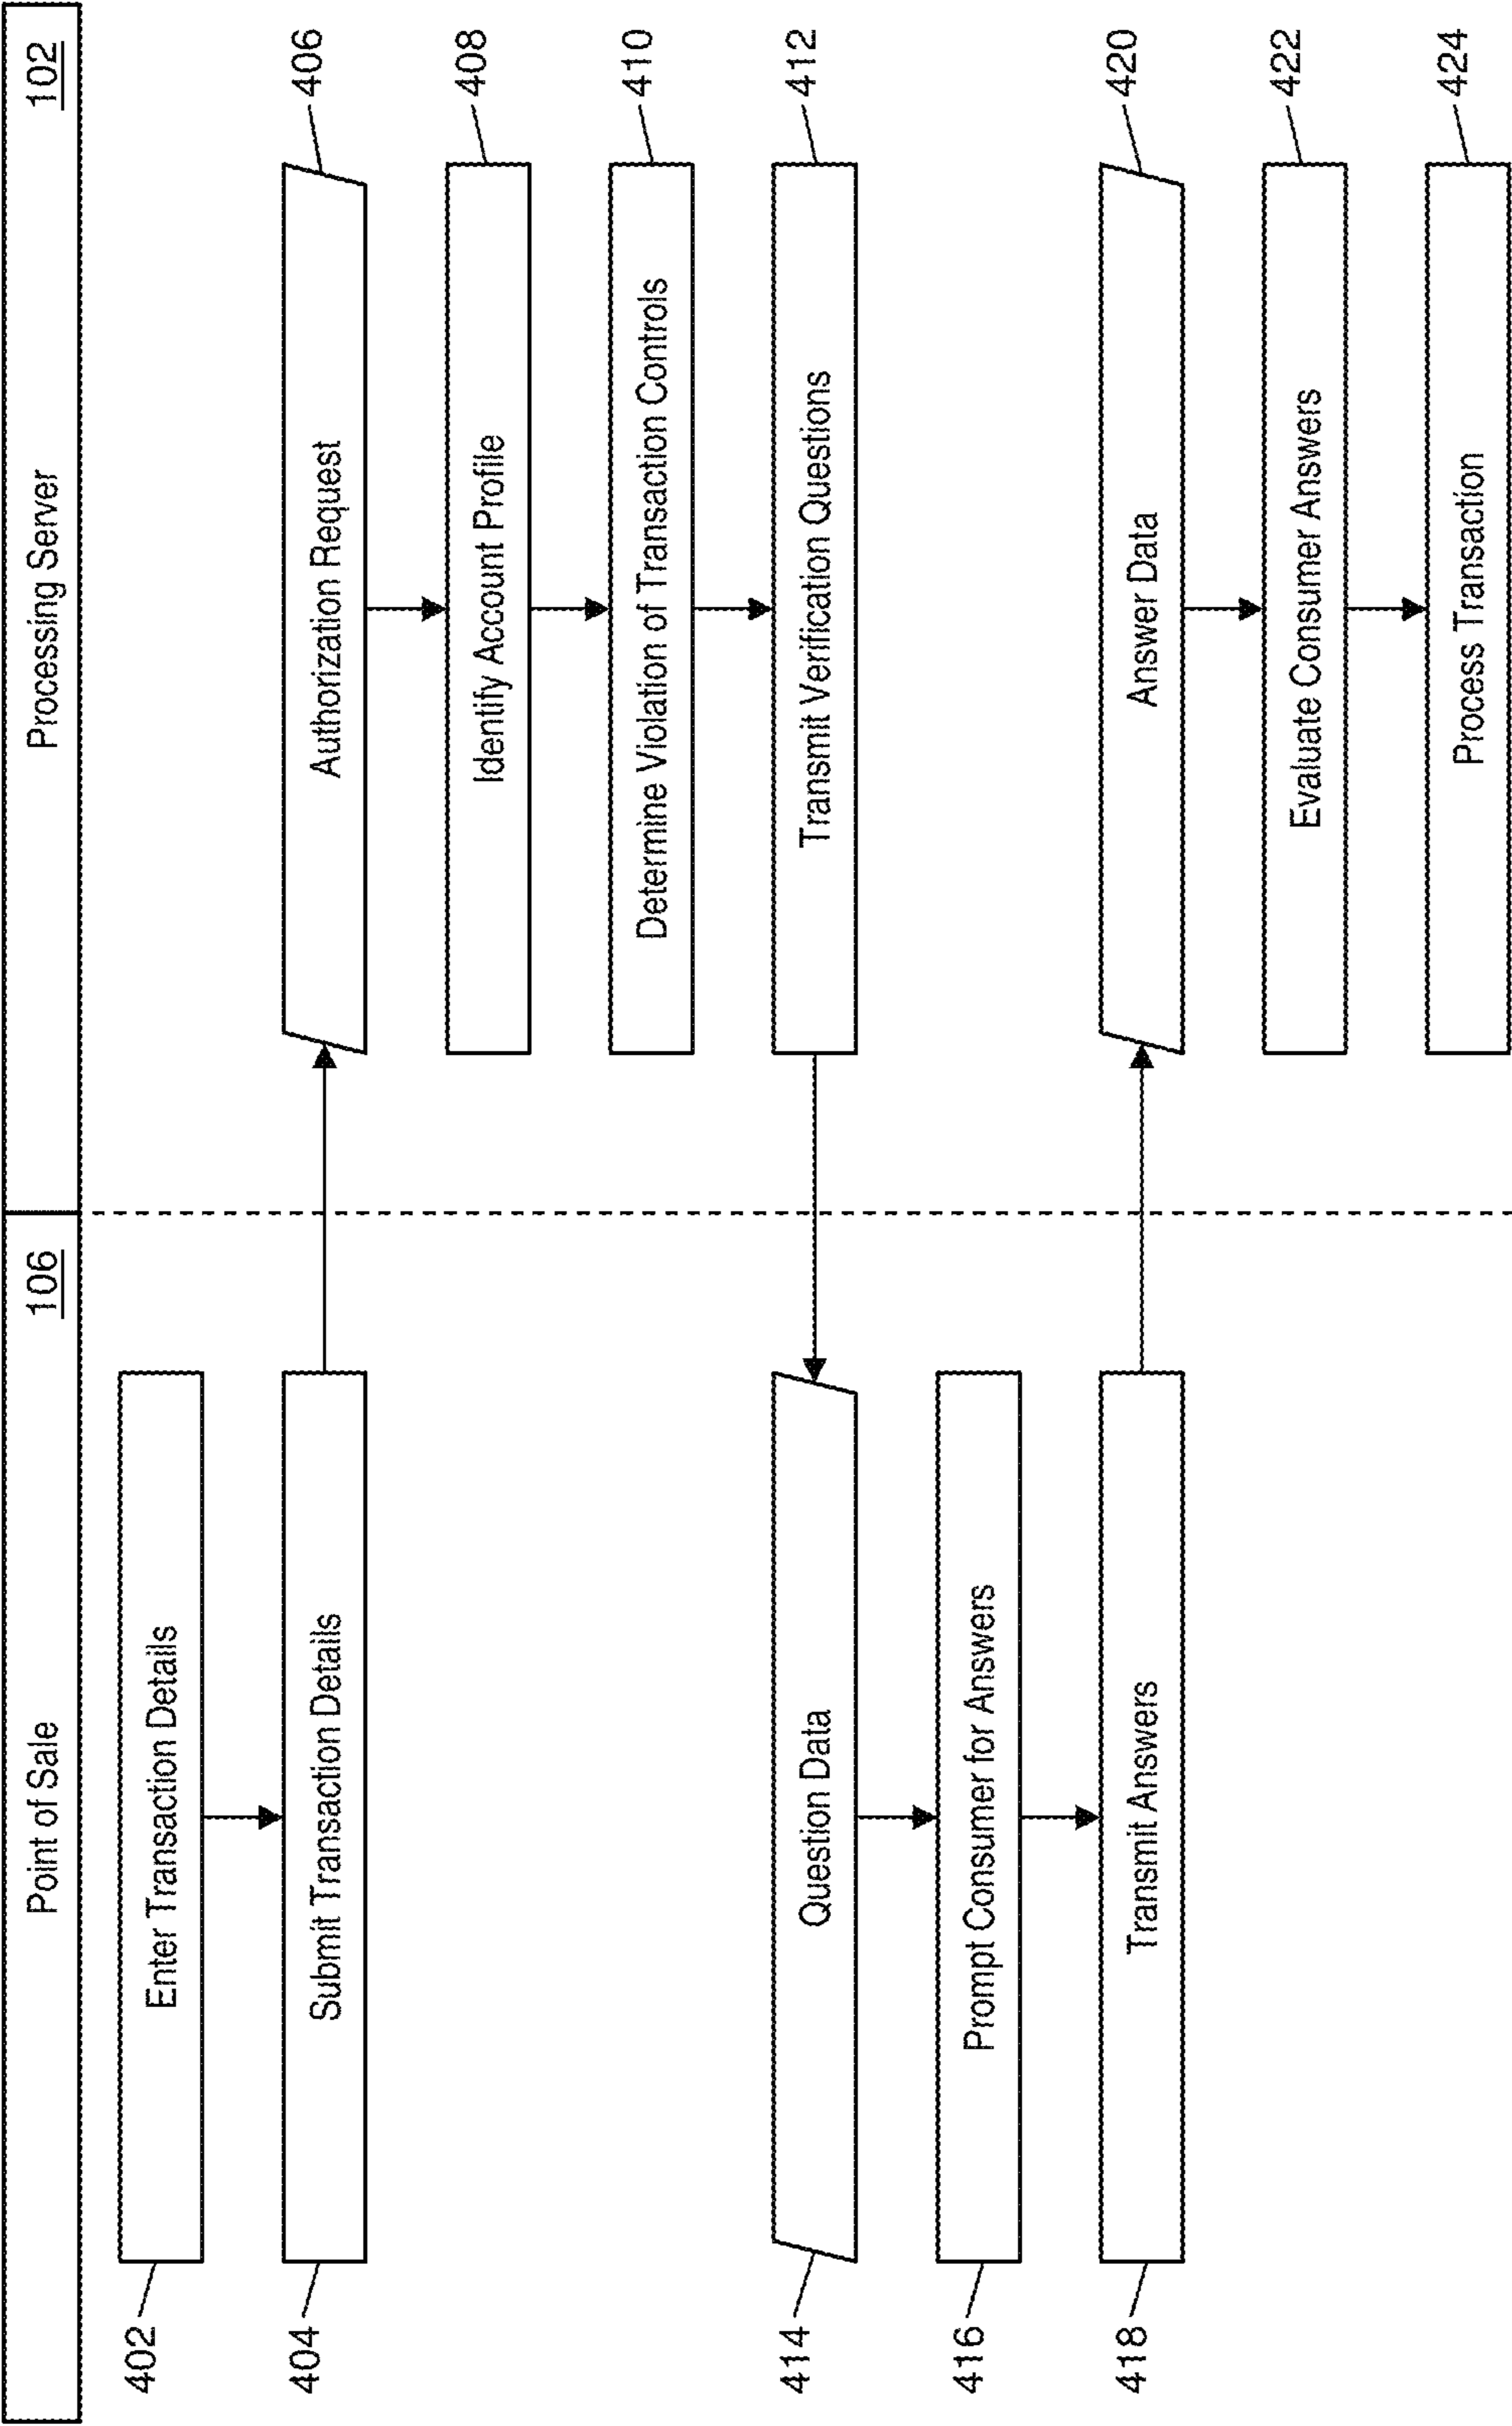 Point of Sale 106
Processing Server 102
402
Enter Transaction Details
404
Submit Transaction Details
Authorization Request
406
Identify Account Profile
408
Determine Violation of Transaction Controls
410
Transmit Verification Questions
412
414
Question Data
416
Prompt Consumer for Answers
418
Transmit Answers
Answer Data
420
Evaluate Consumer Answers
422
Process Transaction
424